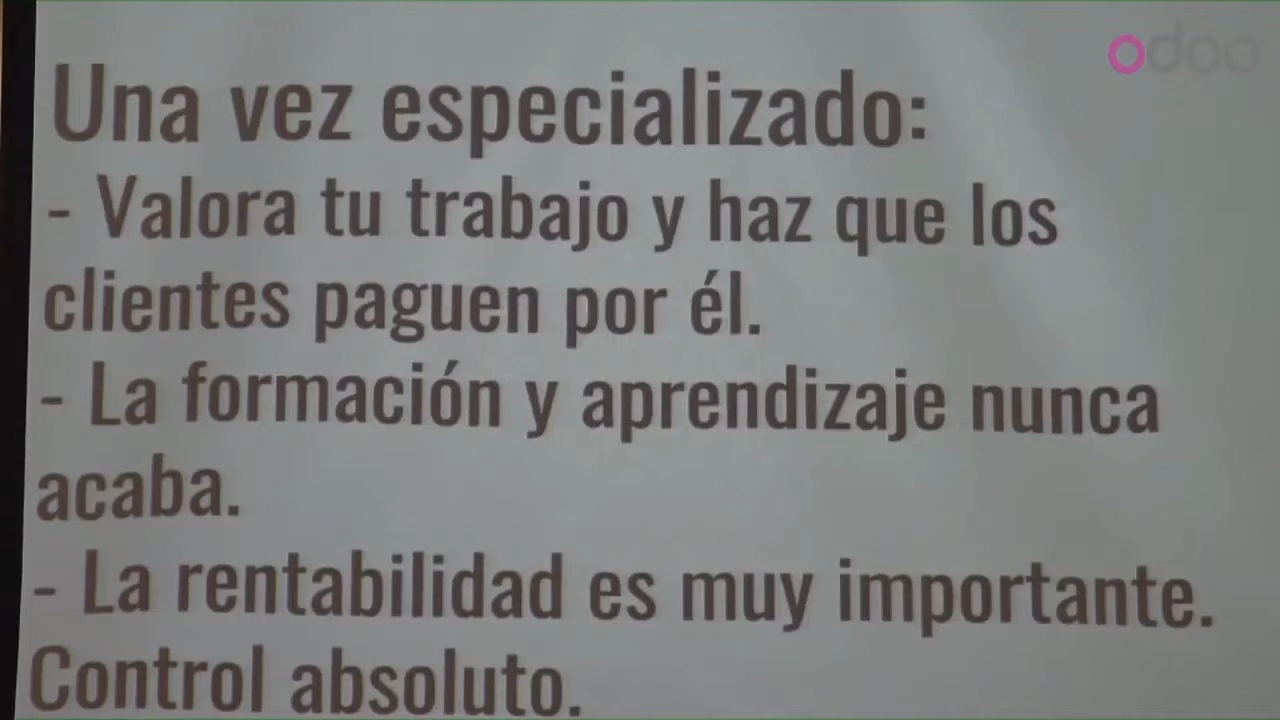 odoo
Una vez especializado:
- Valora tu trabajo y haz que los
clientes paguen por él.
- La formación y aprendizaje nunca
acaba.
- La rentabilidad es muy importante.
Control absoluto.